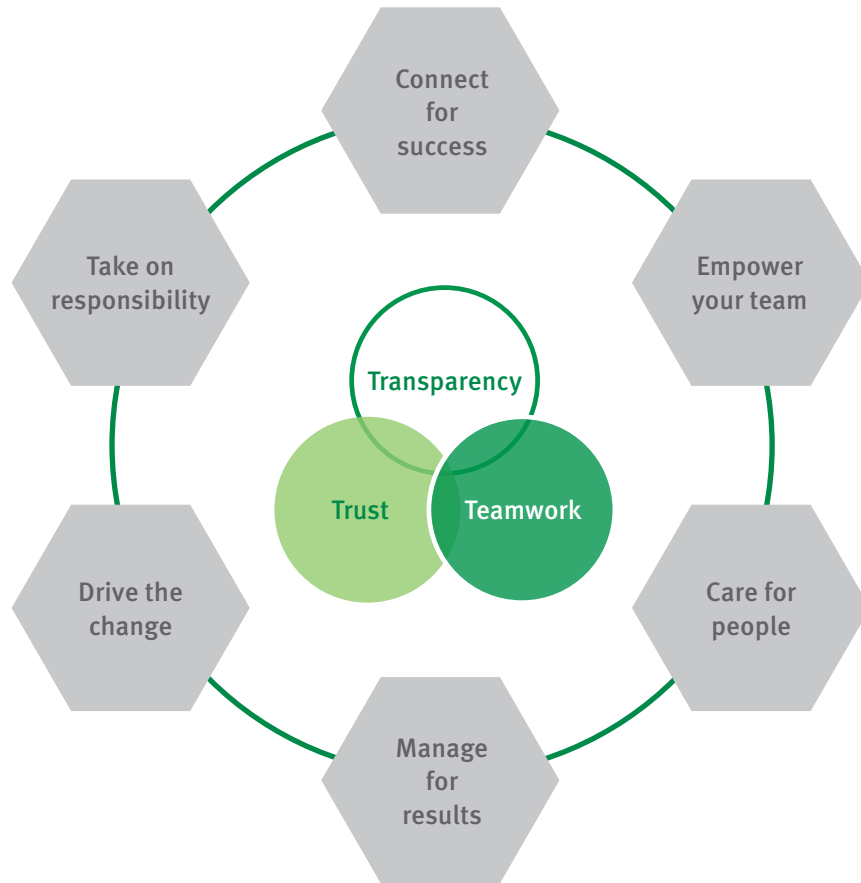 Connect
for
success
Take on
responsibility
Empower
your team
Transparency
Trust
Teamwork
Drive the
change
Care for
people
Manage
for
results